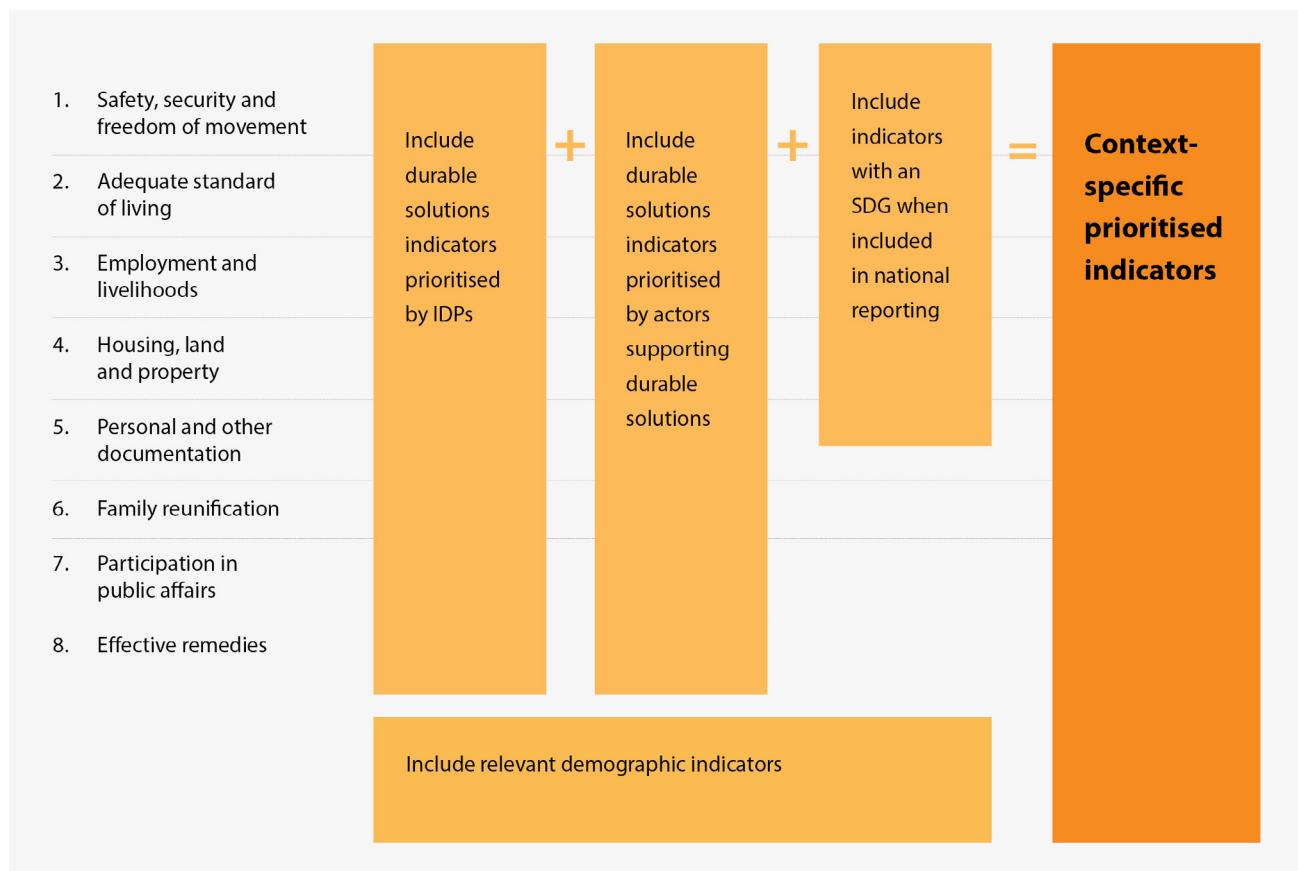 1. Safety, security and
freedom of movement
2. Adequate standard
of living
3. Employment and
livelihoods
4. Housing, land
and property
5. Personal and other
documentation
6. Family reunification
7. Participation in
public affairs
8. Effective remedies
Include
durable
solutions
indicators
prioritised
by IDPs
+
Include
durable
solutions
indicators
prioritised
by actors
supporting
durable
solutions
+
Include
indicators
with an
SDG when
included
in national
reporting
=
Context-
specific
prioritised
indicators
Include relevant demographic indicators